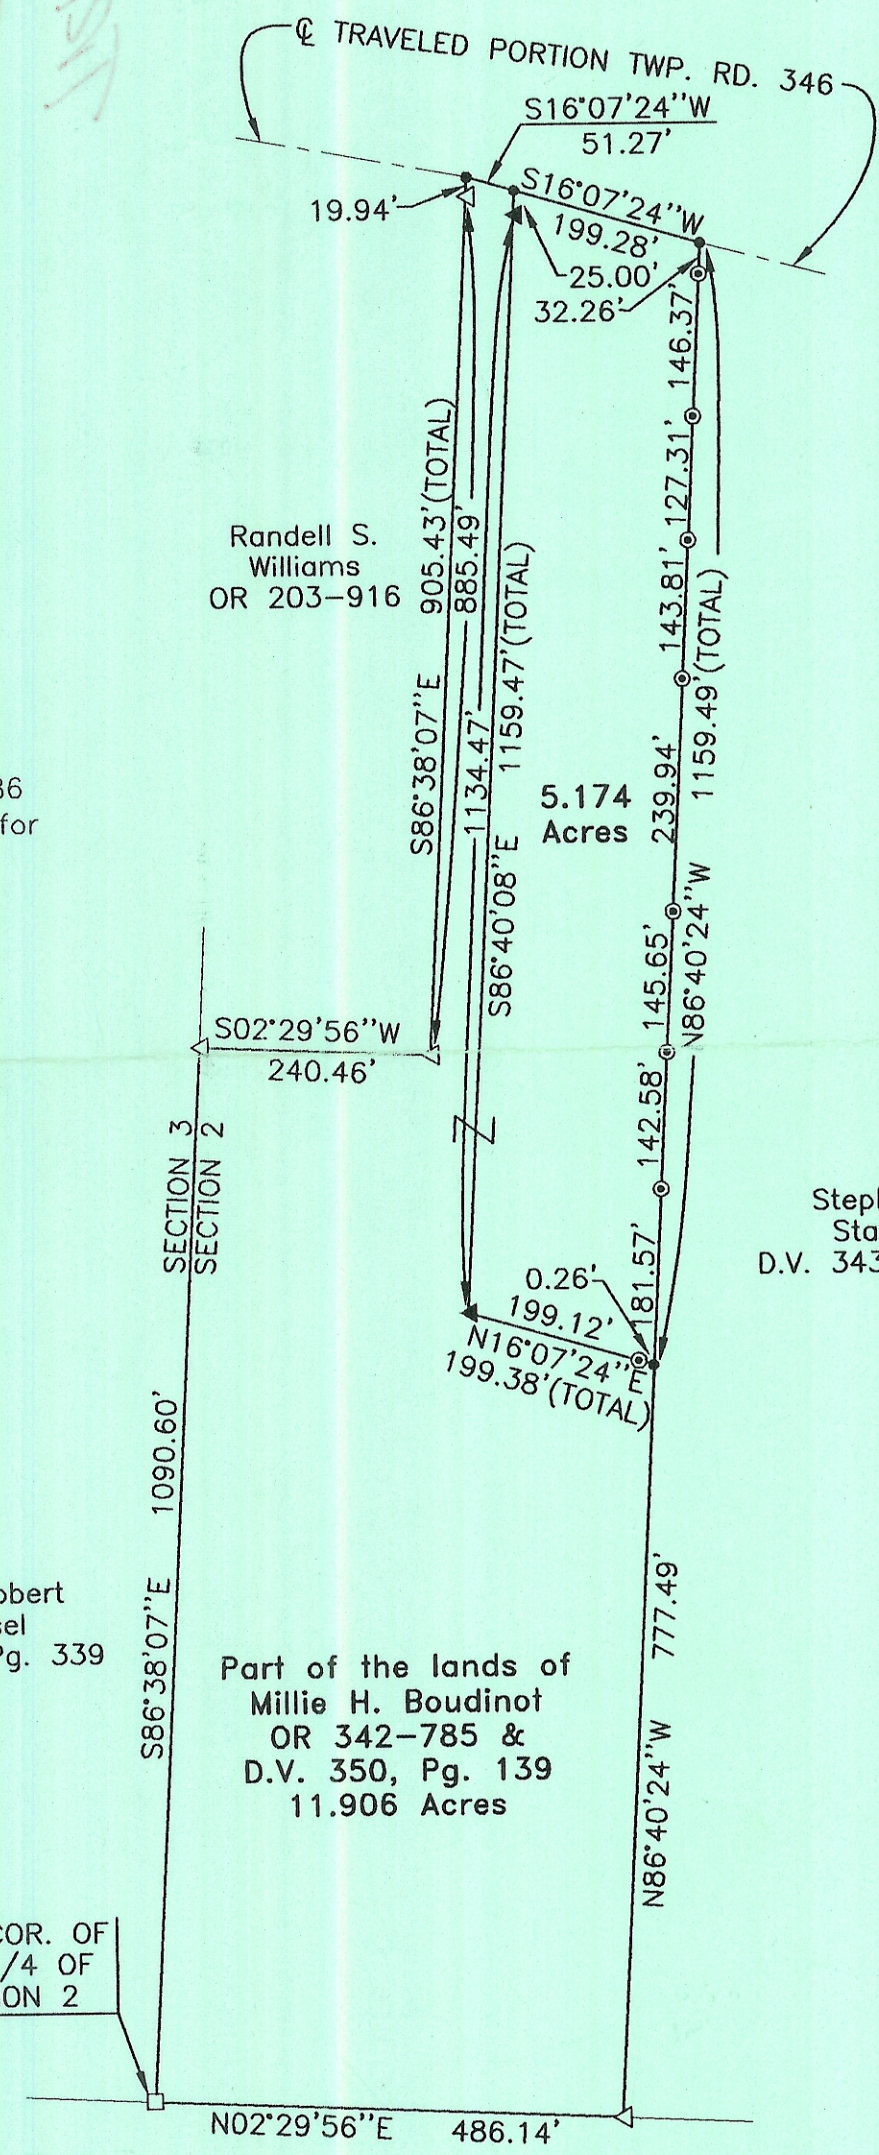 ℄ TRAVELED PORTION TWP. RD. 346
S16°07'24"W
51.27'
19.94'
S16°07'24"W
199.28'
25.00'
32.26'
146.37'
127.31'
143.81'
239.94'
145.65'
142.58'
181.57'
1159.49'(TOTAL)
N86°40'24"W
905.43'(TOTAL)
S86°38'07"E
885.49'
1134.47'
1159.47'(TOTAL)
S86°40'08"E
Randell S.
Williams
OR 203-916
5.174
Acres
36
for
S02°29'56"W
240.46'
SECTION 3
SECTION 2
Steph
Sta
D.V. 343
0.26'
199.12'
N16°07'24"E
199.38'(TOTAL)
1090.60'
S86°38'07"E
777.49'
N86°40'24"W
obert
sel
Pg. 339
Part of the lands of
Millie H. Boudinot
OR 342-785 &
D.V. 350, Pg. 139
11.906 Acres
COR. OF
/4 OF
ON 2
N02°29'56"E 486.14'